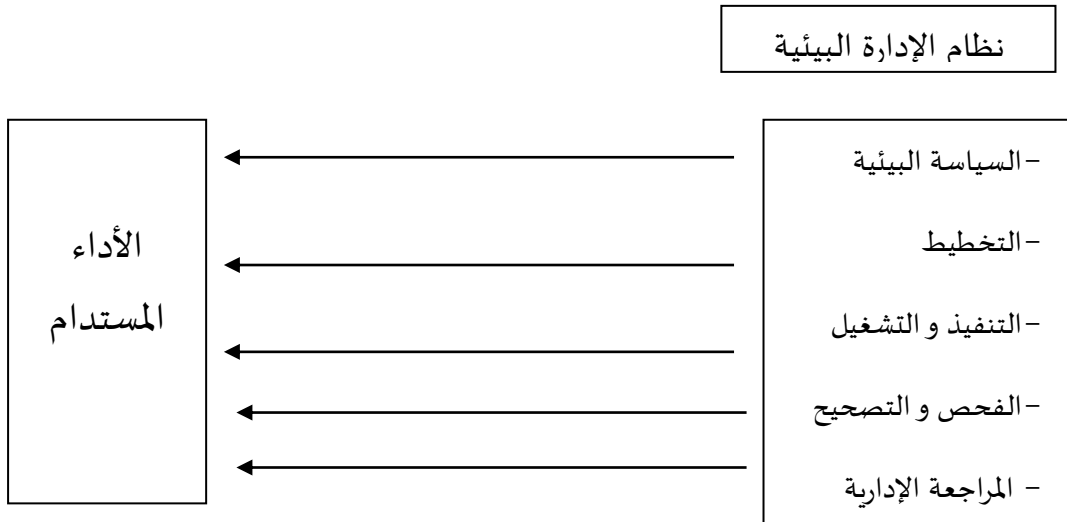 نظام الإدارة البيئية
-السياسة البيئية
-التخطيط
-التنفيذ و التشغيل
-الفحص و التصحيح
- المراجعة الإدارية
الأداء
المستدام